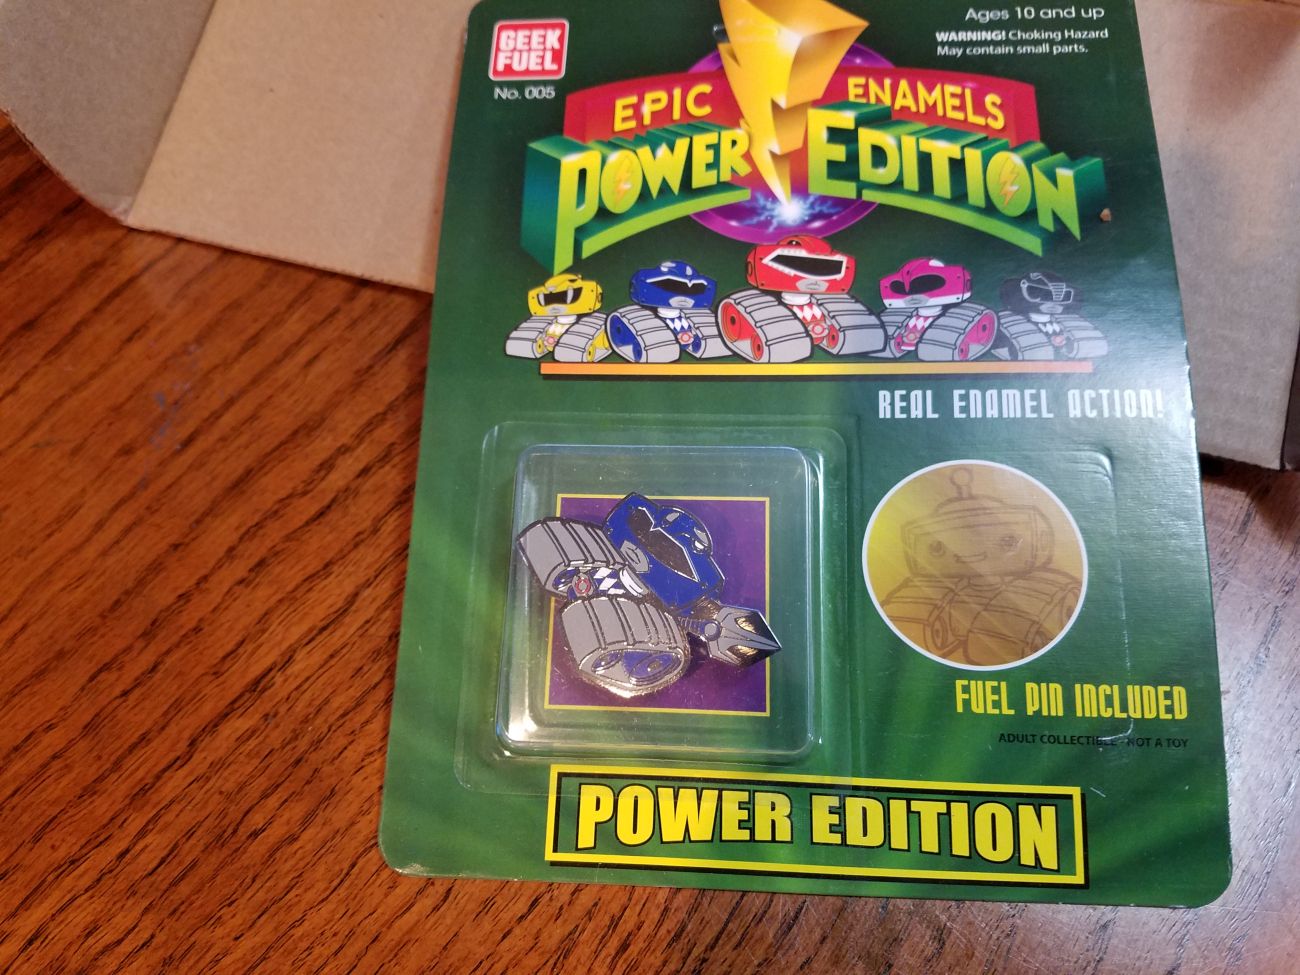 GEEK
FUEL
No. 005
Ages 10 and up
WARNING! Choking Hazard
May contain small parts.
EPIC ENAMELS
POWER EDITION
REAL ENAMEL ACTION!
FUEL PIN INCLUDED
ADULT COLLECTIBLE - NOT A TOY
POWER EDITION